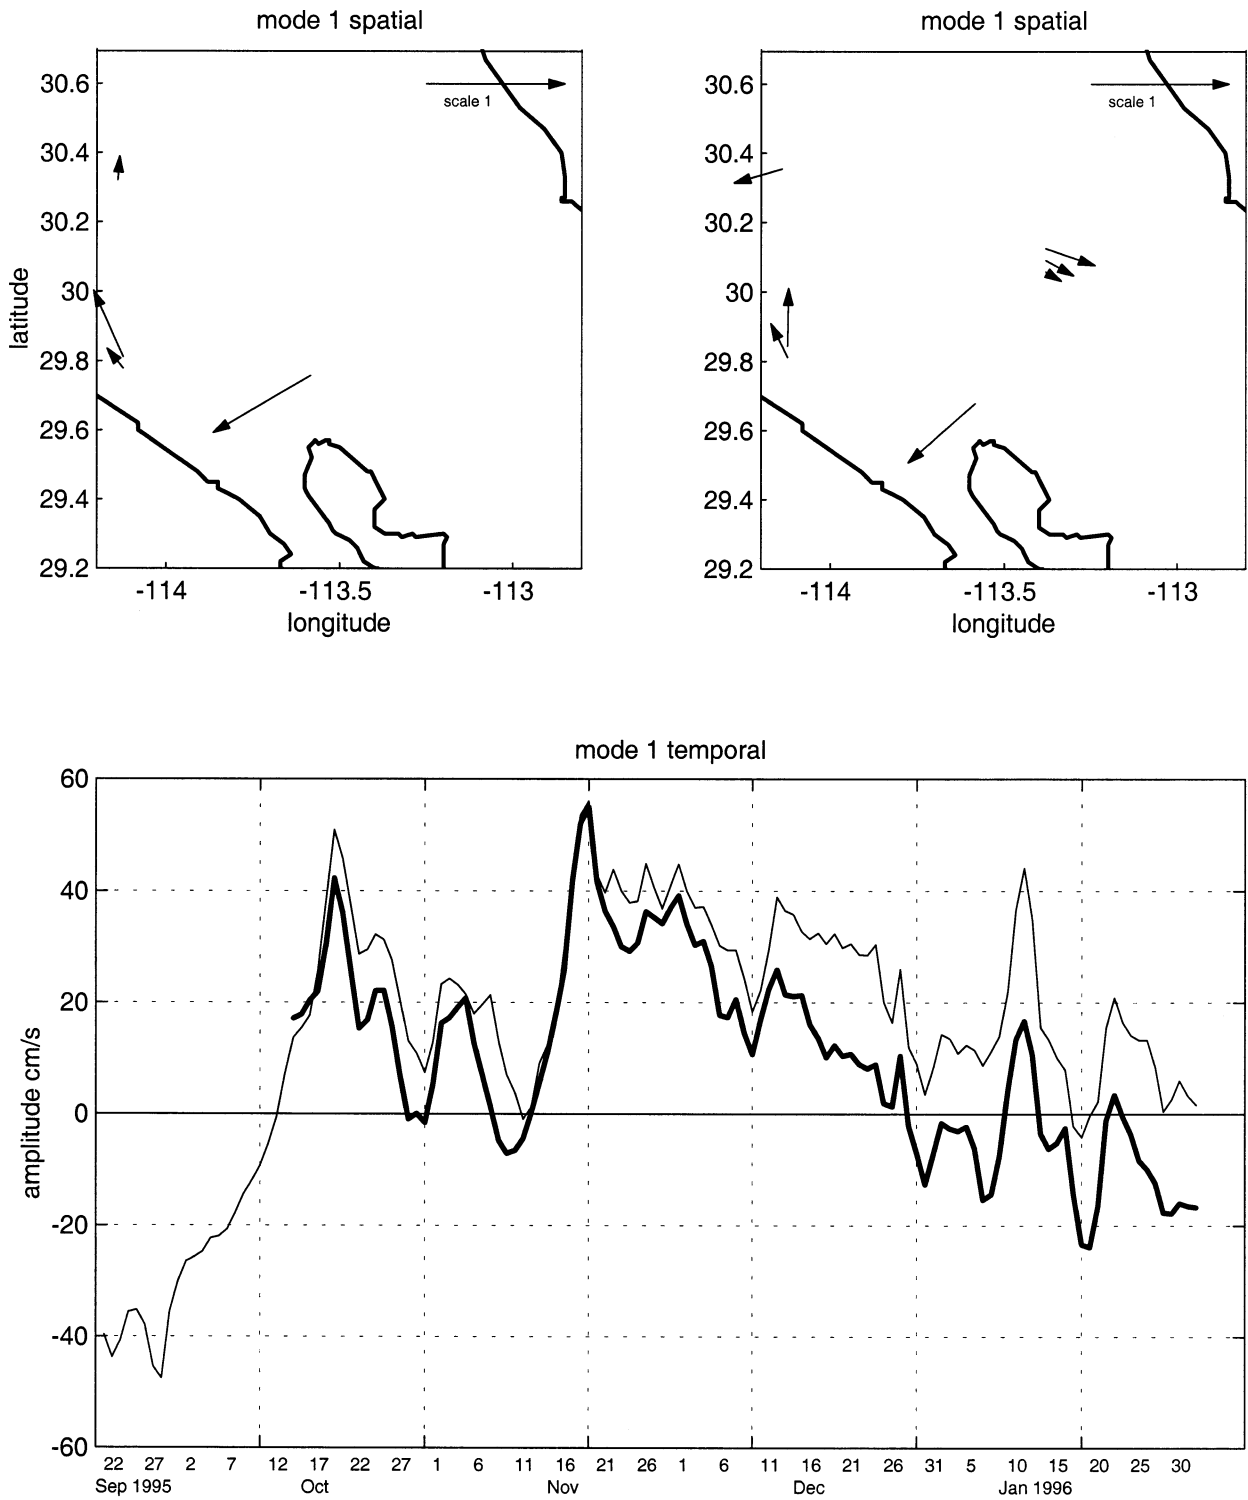 mode 1 spatial
mode 1 spatial
30.6
30.4
30.2
30
29.8
29.6
29.4
29.2
latitude
scale 1
-114 -113.5 -113
longitude
30.6
30.4
30.2
30
29.8
29.6
29.4
29.2
scale 1
-114 -113.5 -113
longitude
mode 1 temporal
60
40
20
0
-20
-40
-60
amplitude cm/s
22 27 2 7 12 17 22 27 1 6 11 16 21 26 1 6 11 16 21 26 31 5 10 15 20 25 30
Sep 1995 Oct Nov Dec Jan 1996